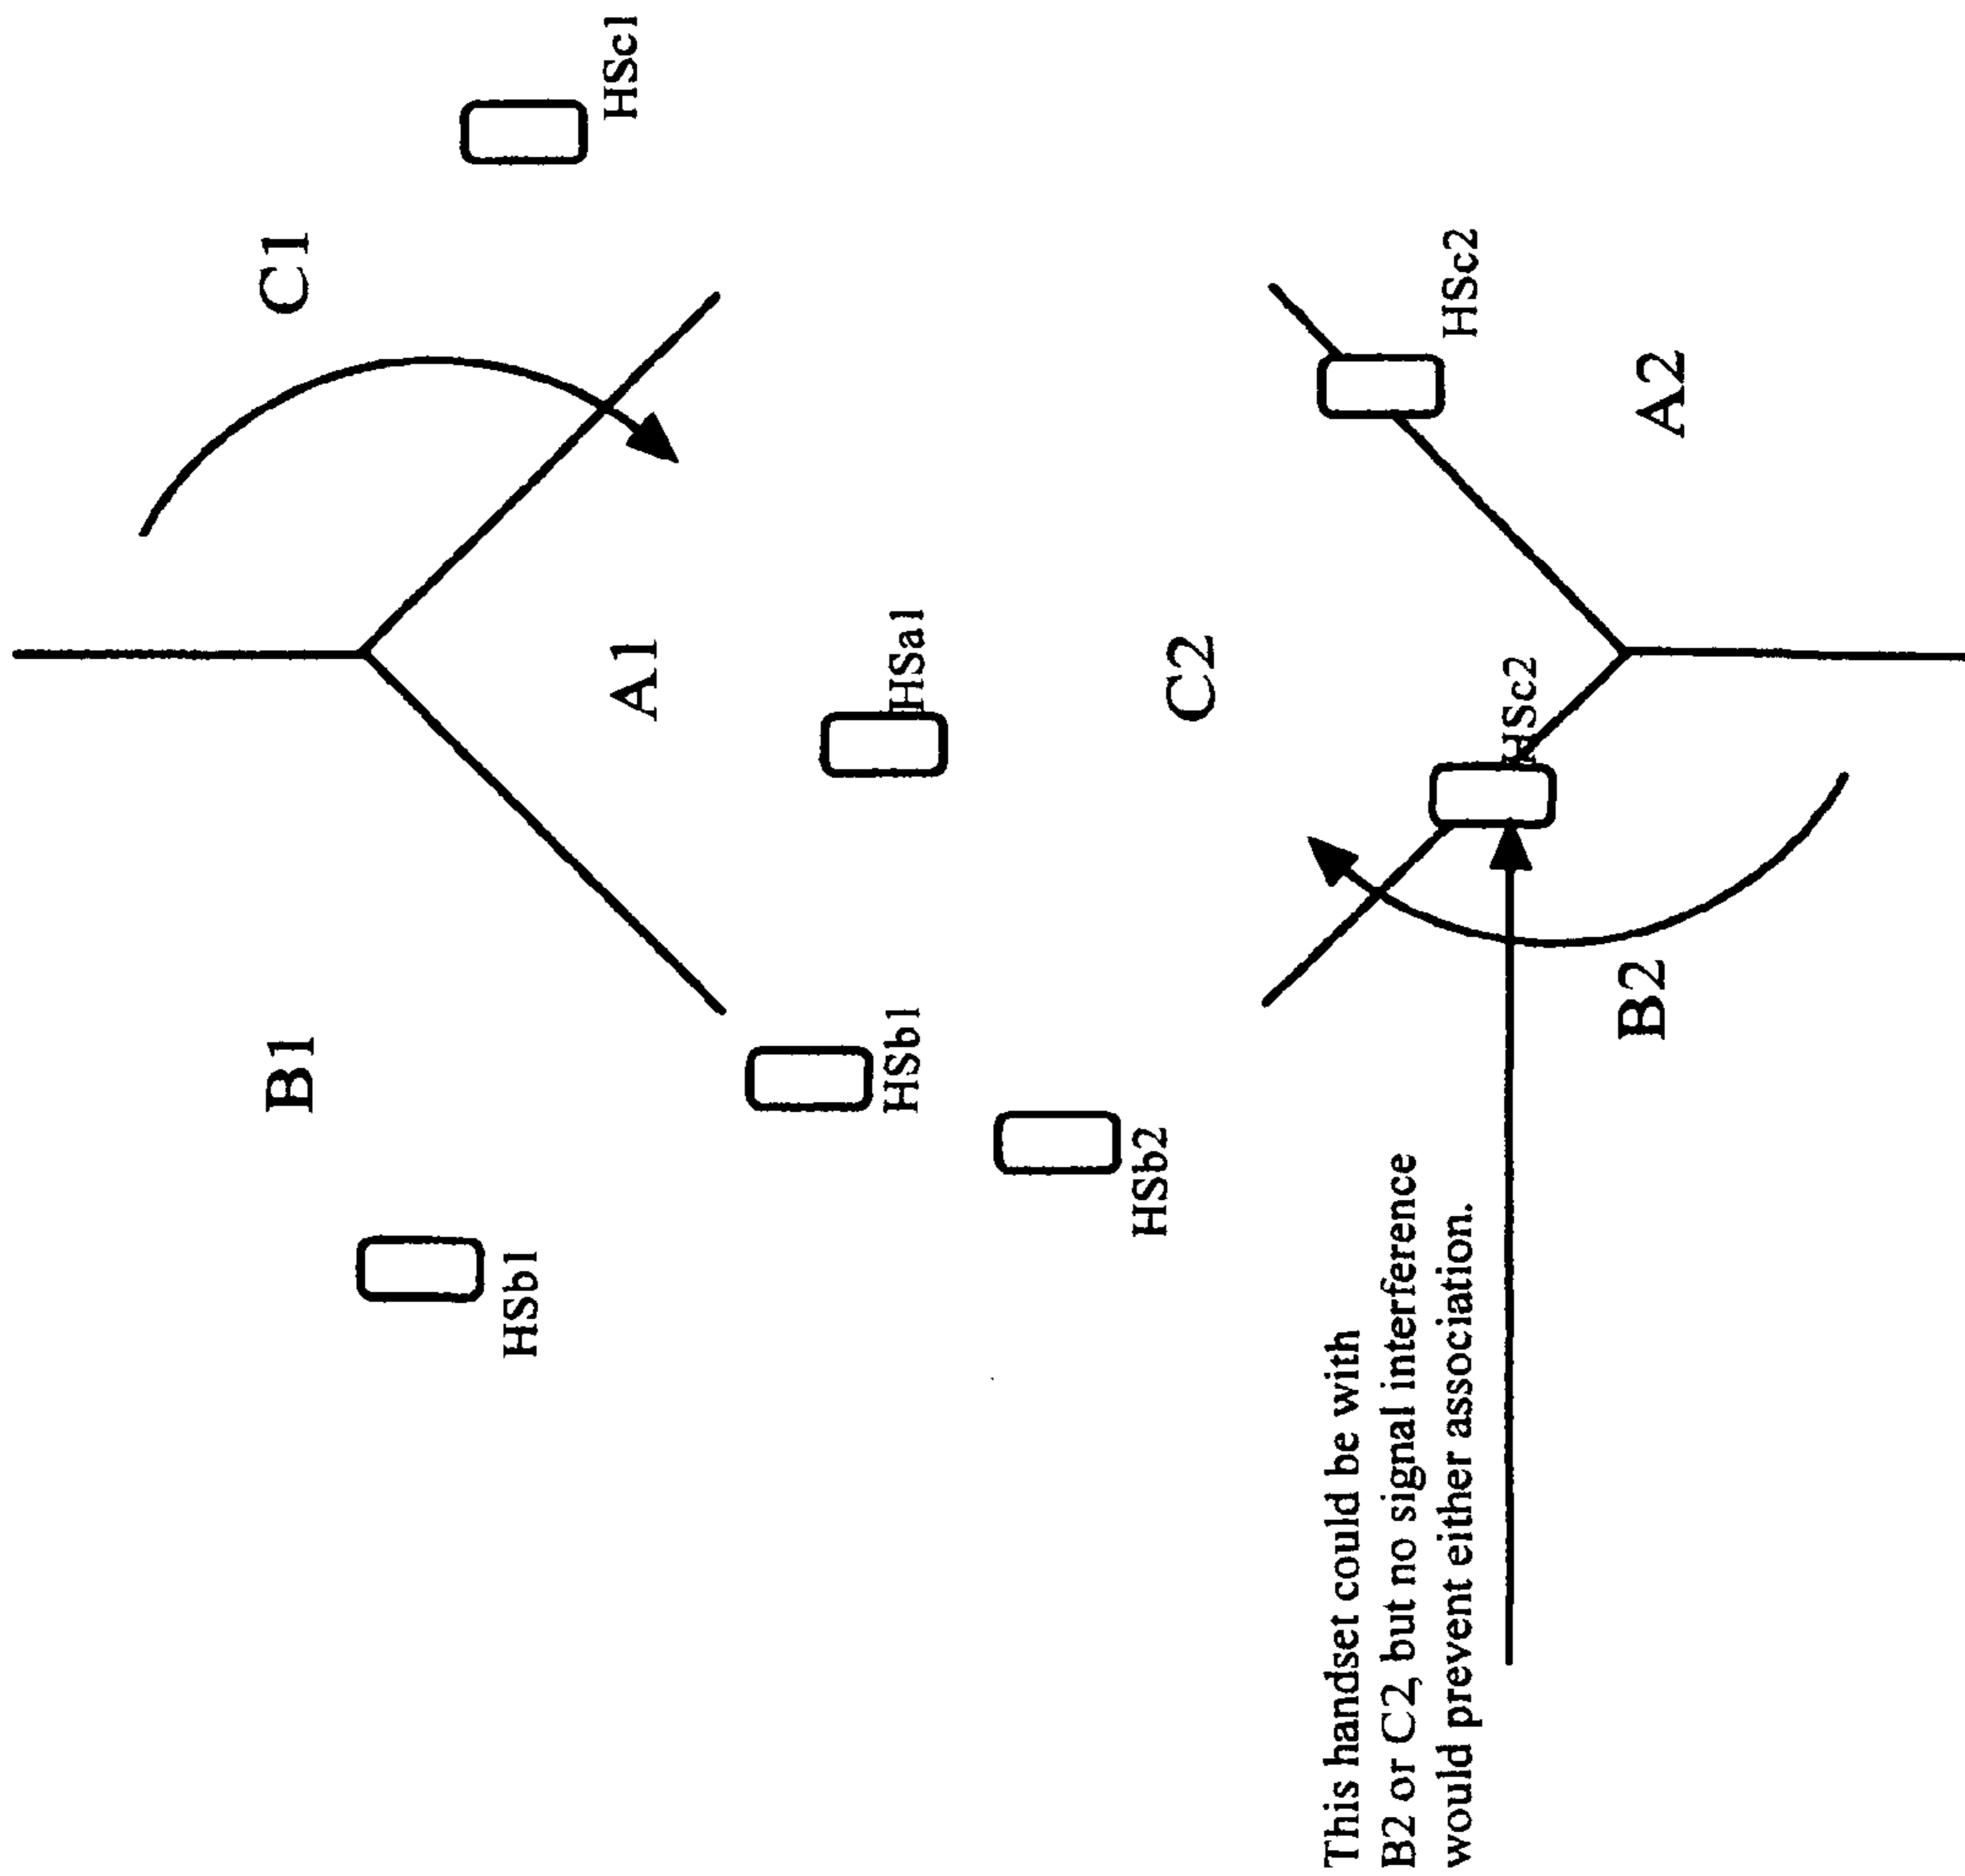 B1
C1
HSb1
HSc1
A1
HSb1
HSa1
HSb2
C2
This handset could be with
B2 or C2, but no signal interference
would prevent either association.
HSc2
HSc2
B2
A2